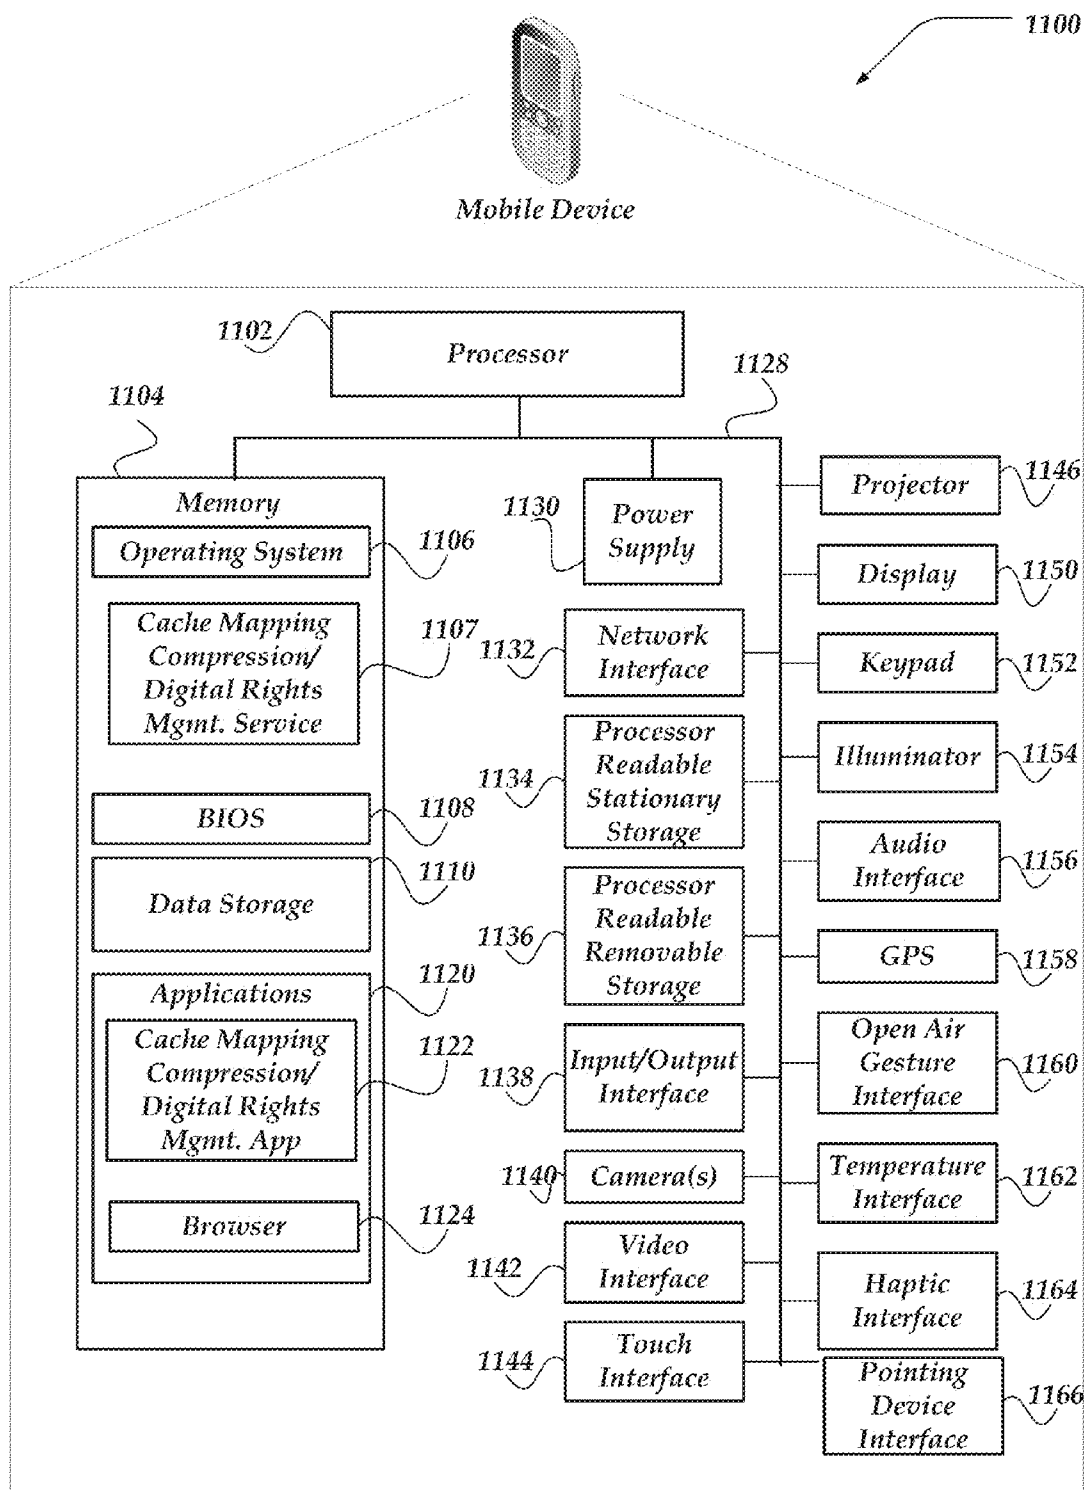 1100
Mobile Device
1102
Processor
1128
1104
Memory
Operating System
1106
Cache Mapping
Compression/
Digital Rights
Mgmt. Service
1107
BIOS
1108
Data Storage
1110
Applications
1120
Cache Mapping
Compression/
Digital Rights
Mgmt. App
1122
Browser
1124
1130
Power
Supply
1132
Network
Interface
1134
Processor
Readable
Stationary
Storage
1136
Processor
Readable
Removable
Storage
1138
Input/Output
Interface
1140
Camera(s)
1142
Video
Interface
1144
Touch
Interface
Projector
1146
Display
1150
Keypad
1152
Illuminator
1154
Audio
Interface
1156
GPS
1158
Open Air
Gesture
Interface
1160
Temperature
Interface
1162
Haptic
Interface
1164
Pointing
Device
Interface
1166